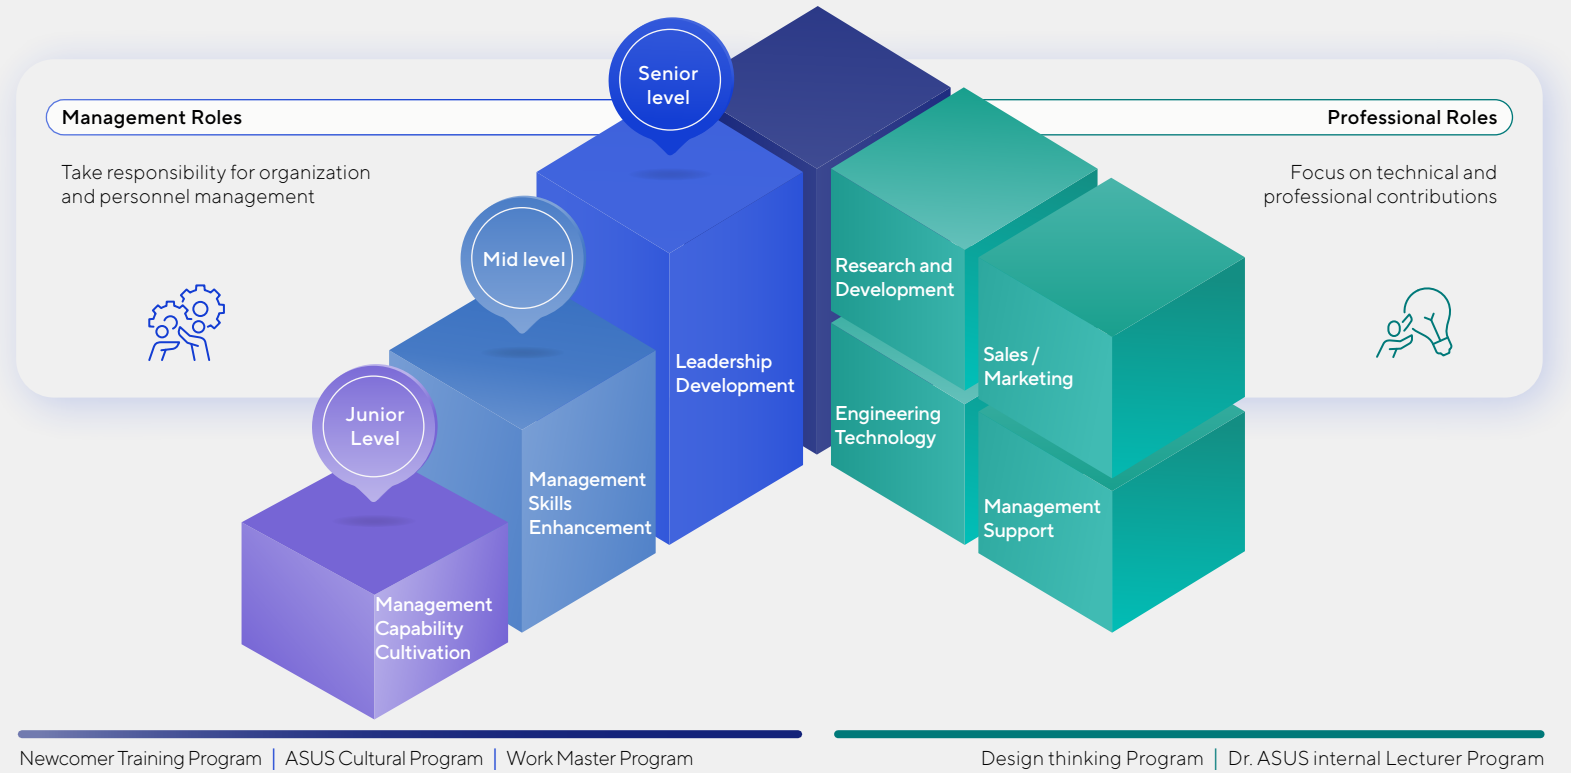 Management Roles
Take responsibility for organization
and personnel management
Senior
level
Mid level
Junior
Level
Leadership
Development
Management
Skills
Enhancement
Management
Capability
Cultivation
Professional Roles
Focus on technical and
professional contributions
Research and
Development
Engineering
Technology
Sales /
Marketing
Management
Support
Newcomer Training Program | ASUS Cultural Program | Work Master Program
Design thinking Program | Dr. ASUS internal Lecturer Program